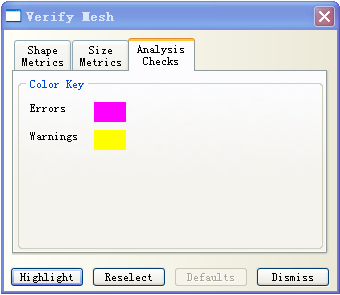 Verify Mesh
Shape
Metrics
Size
Metrics
Analysis
Checks
Color Key
Errors
Warnings
Highlight
Reselect
Defaults
Dismiss